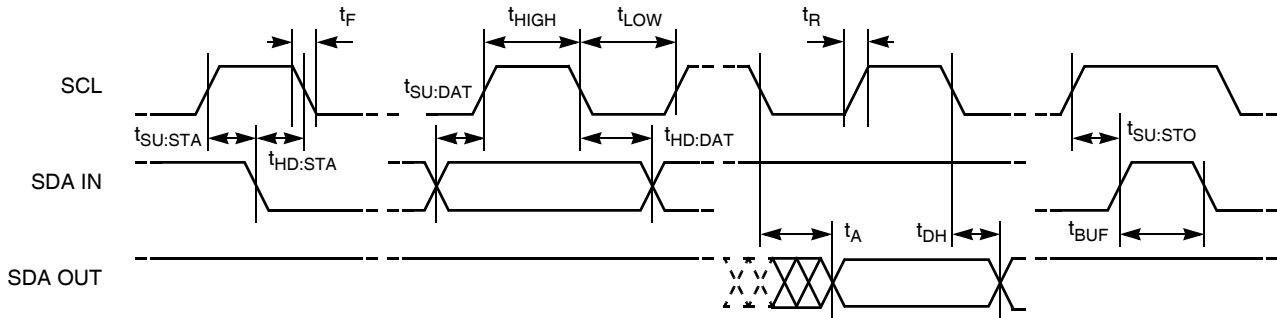 tF
tHIGH
tLOW
tR
SCL
tSU:DAT
tSU:STA
tHD:STA
tHD:DAT
tSU:STO
SDA IN
tA
tDH
tBUF
SDA OUT